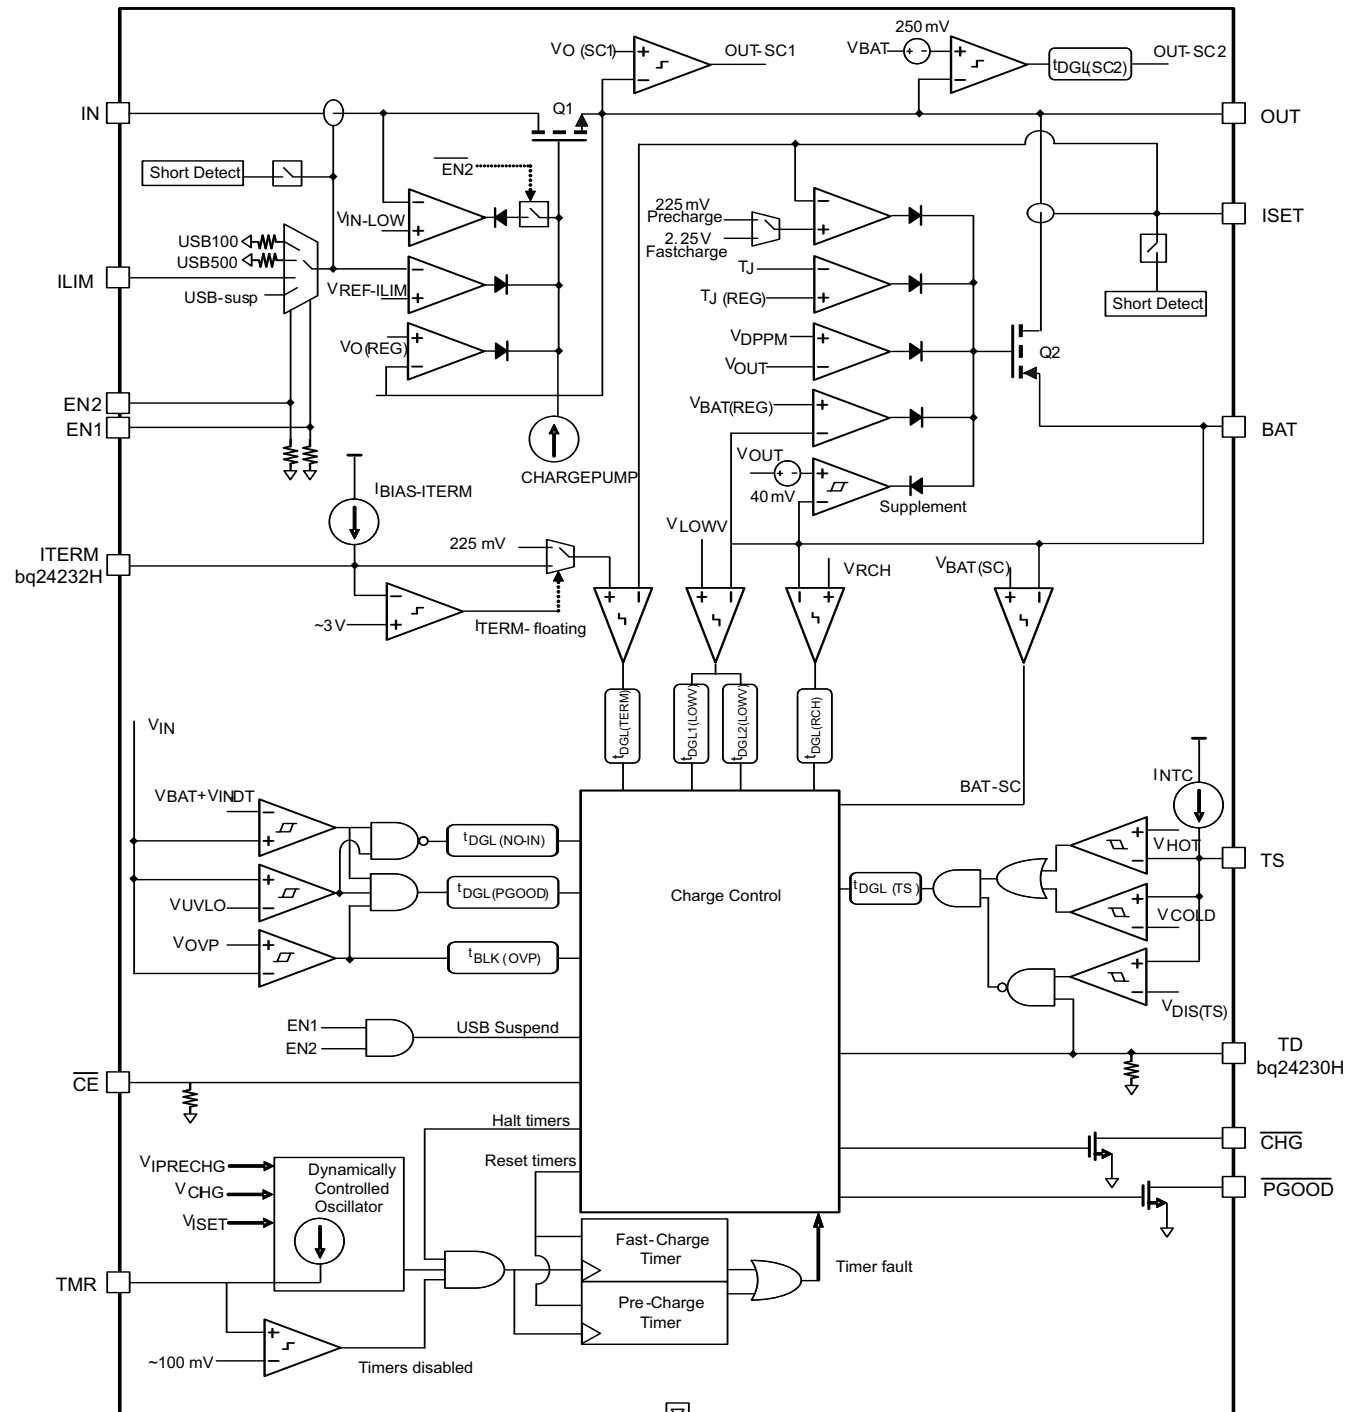 250 mV
VO (SC1)
OUT-SC1
VBAT
tDGL(SC2)
OUT-SC2
IN
Q1
OUT
Short Detect
EN2
VIN-LOW
225 mV
Precharge
2.25V
Fastcharge
ISET
USB100
USB500
ILIM
USB-susp
VREF-ILIM
TJ
TJ (REG)
Short Detect
VO(REG)
VDPPM
VOUT
Q2
EN2
EN1
VBAT(REG)
BAT
CHARGEPUMP
VOUT
40mV
Supplement
IBIAS-ITERM
VLOWV
ITERM
bq24232H
225 mV
VRCH
VBAT(SC)
~3V
ITERM- floating
tDGL(TERM)
tDGL1(LOWV)
tDGL2(LOWV)
tDGL(RCH)
VIN
BAT-SC
INTC
VBAT+VINDT
tDGL(NO-IN)
VHOT
TS
tDGL(PGOOD)
Charge Control
tDGL (TS)
VUVLO
VCOLD
VOVP
tBLK(OVP)
VDIS(TS)
EN1
EN2
USB Suspend
TD
bq24230H
CE
Halt timers
CHG
Reset timers
VIPRECHG
VCHG
VISET
Dynamically
Controlled
Oscillator
PGOOD
Fast-Charge
Timer
Timer fault
TMR
Pre-Charge
Timer
~100 mV
Timers disabled